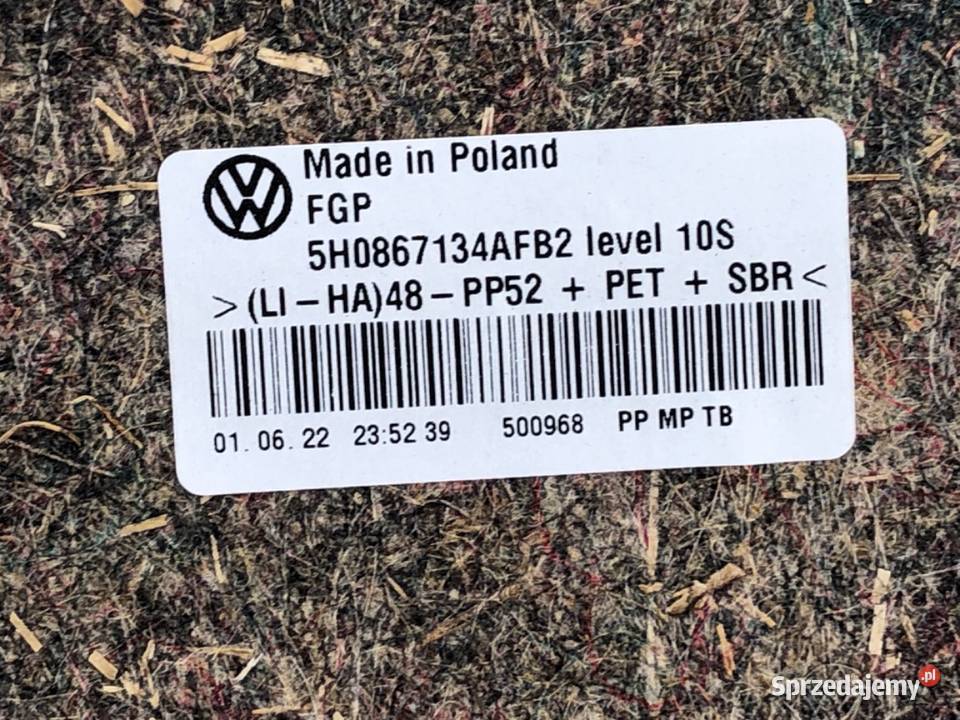 Made in Poland
FGP
5H0867134AFB2 level 10S
>(LI-HA)48-PP52 + PET + SBR<
01.06.22 23:52 39 500968 PP MP TB
Sprzedajemy.pl